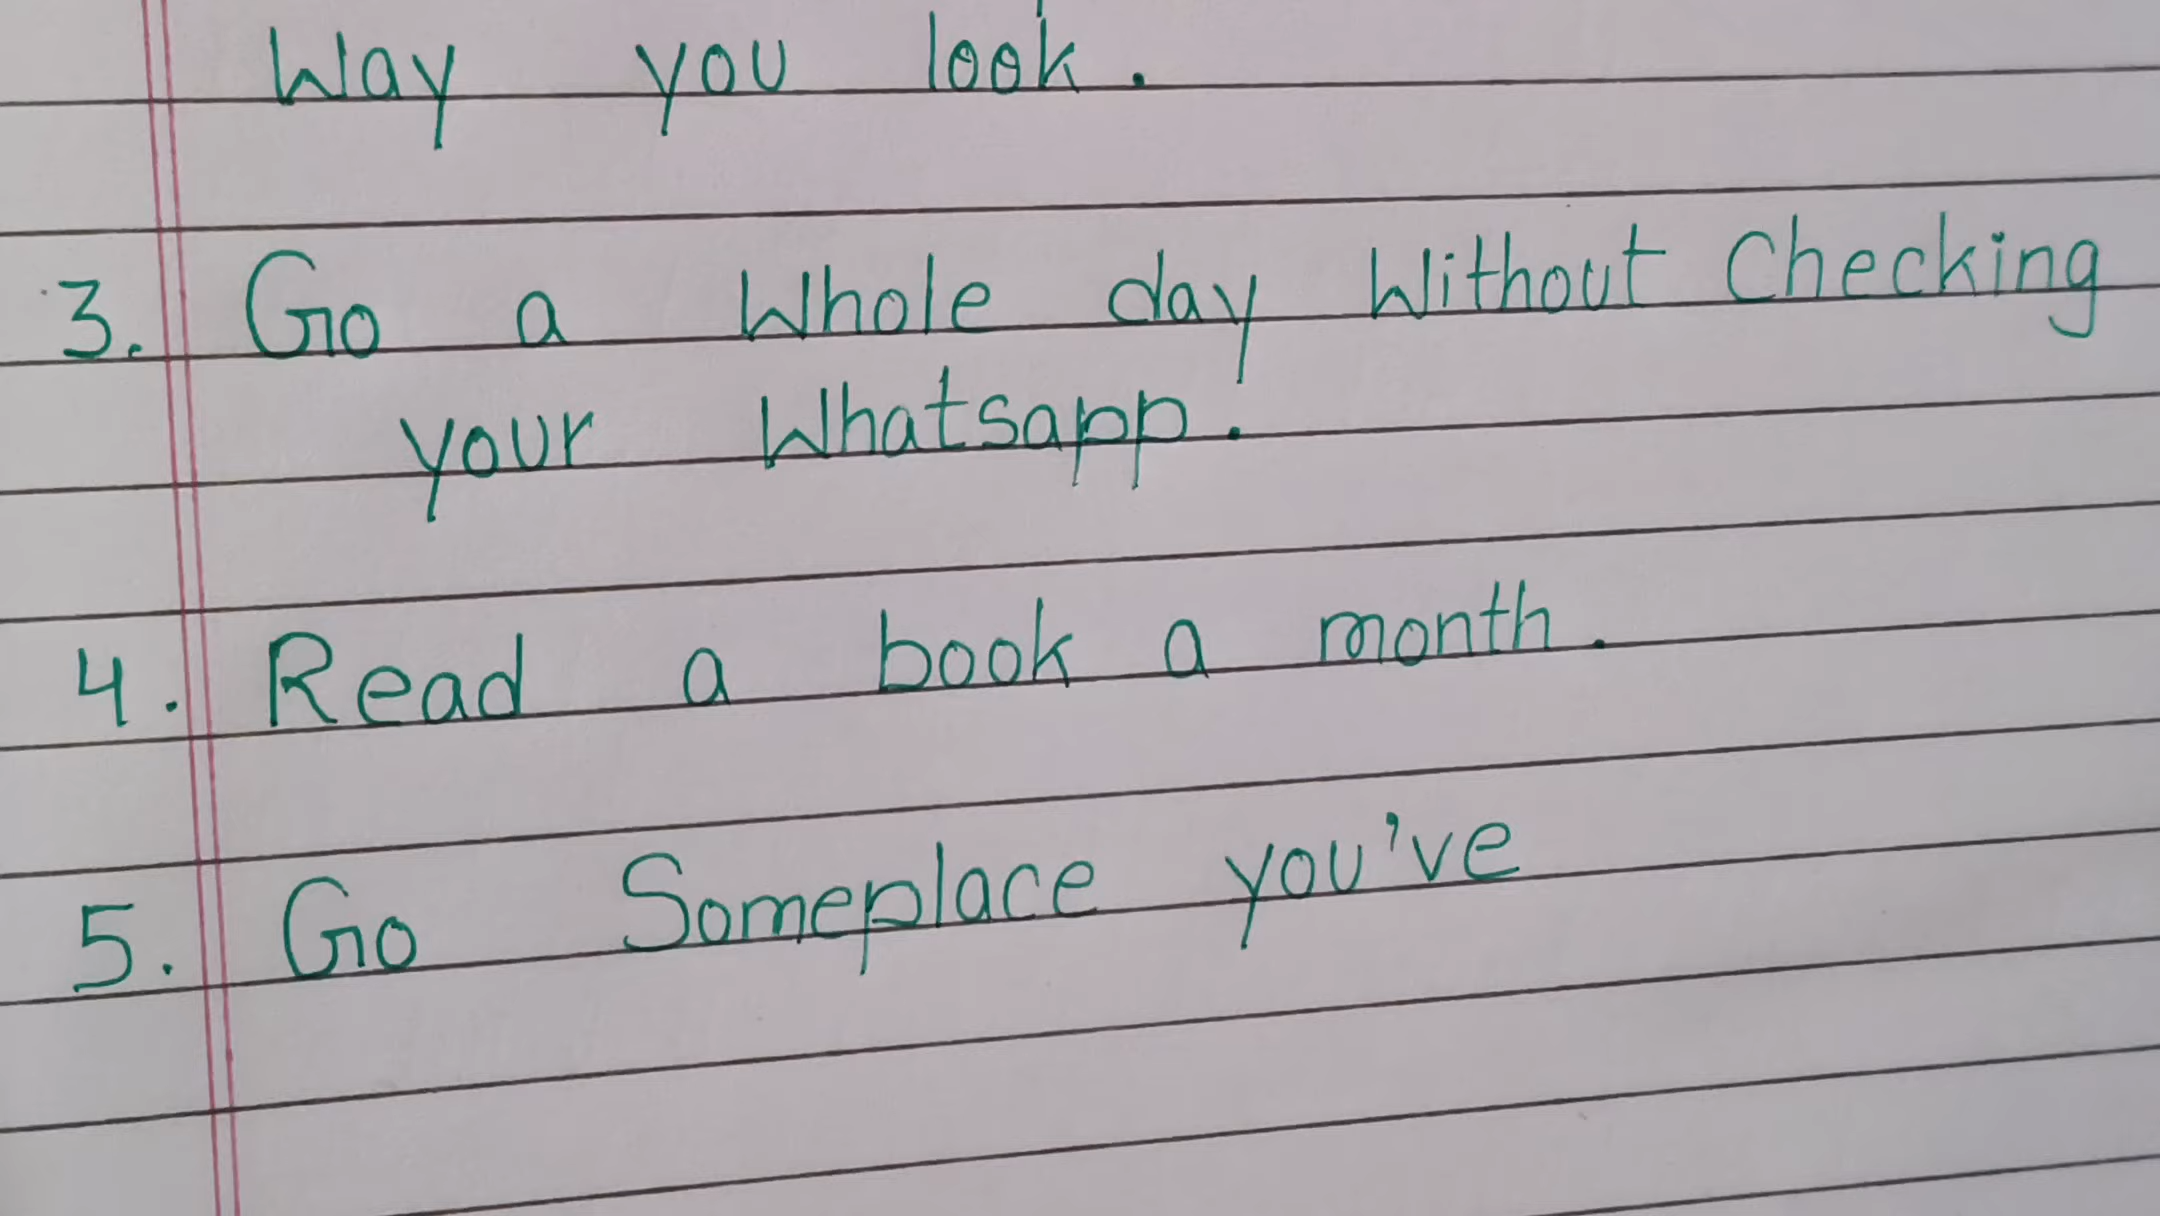 Way you look.
3. Go a Whole day Without Checking
your Whatsapp.
4. Read a book a month.
5. Go Someplace you've